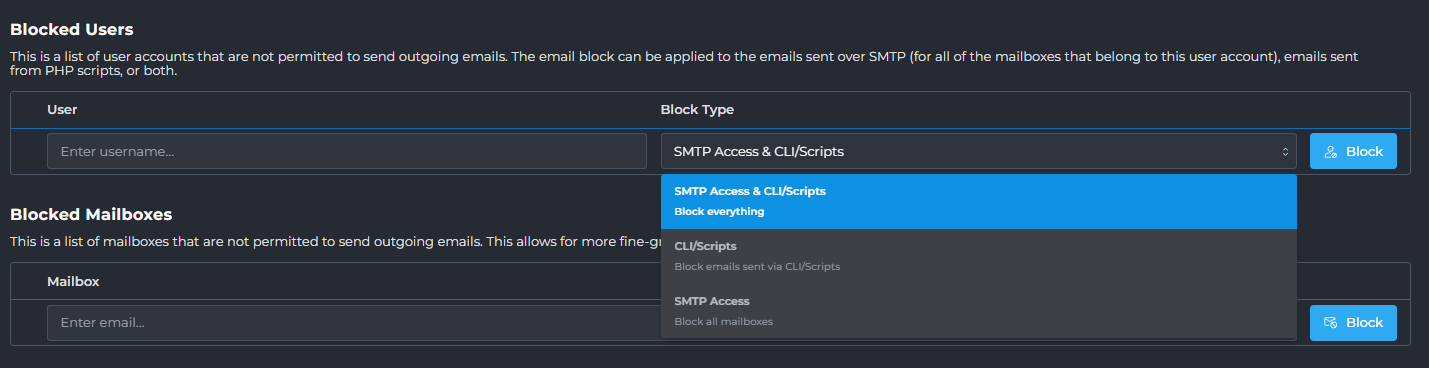 Blocked Users
This is a list of user accounts that are not permitted to send outgoing emails. The email block can be applied to the emails sent over SMTP (for all of the mailboxes that belong to this user account), emails sent
from PHP scripts, or both.
User Block Type
Enter username... SMTP Access & CLI/Scripts Block
SMTP Access & CLI/Scripts
Block everything
Blocked Mailboxes
This is a list of mailboxes that are not permitted to send outgoing emails. This allows for more
CLI/Scripts
Block emails sent via CLI/Scripts
Mailbox
SMTP Access
Block all mailboxes
Enter email... Block